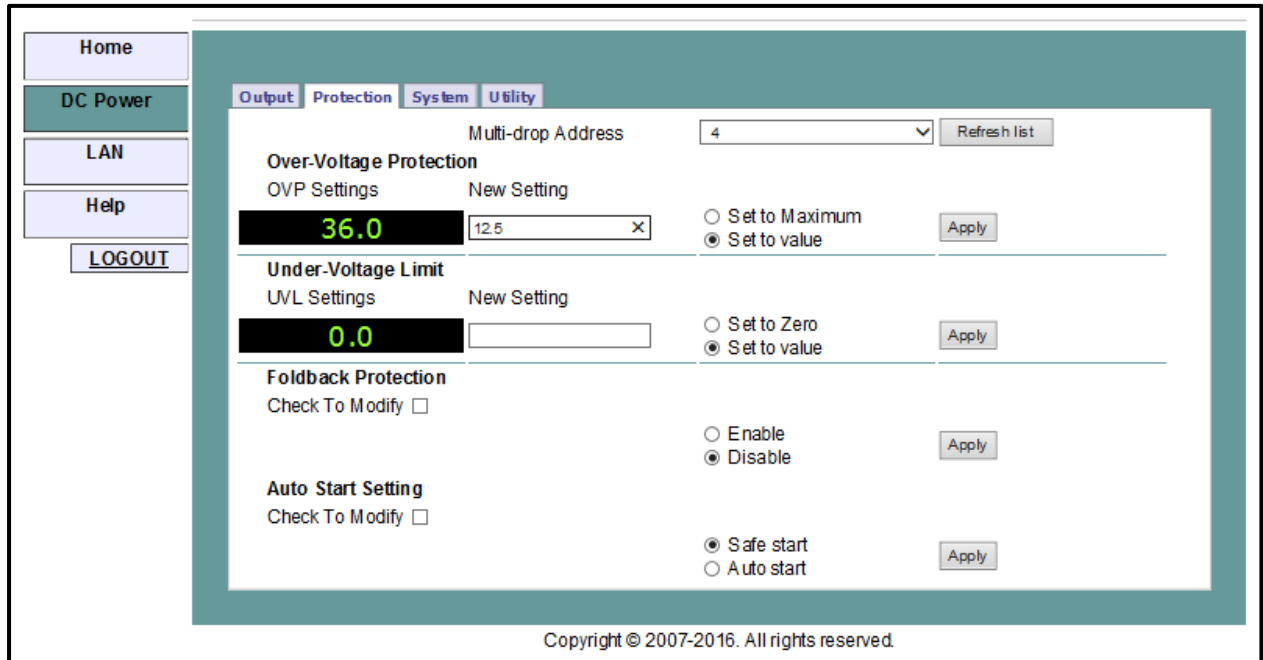 Home
DC Power
LAN
Help
LOGOUT
Output Protection System Utility
Multi-drop Address 4 Refresh list
Over-Voltage Protection
OVP Settings New Setting
36.0 12.5 X Set to Maximum
Set to value Apply
Under-Voltage Limit
UVL Settings New Setting
0.0 Set to Zero
Set to value Apply
Foldback Protection
Check To Modify
Enable
Disable Apply
Auto Start Setting
Check To Modify
Safe start
Auto start Apply
Copyright © 2007-2016. All rights reserved.